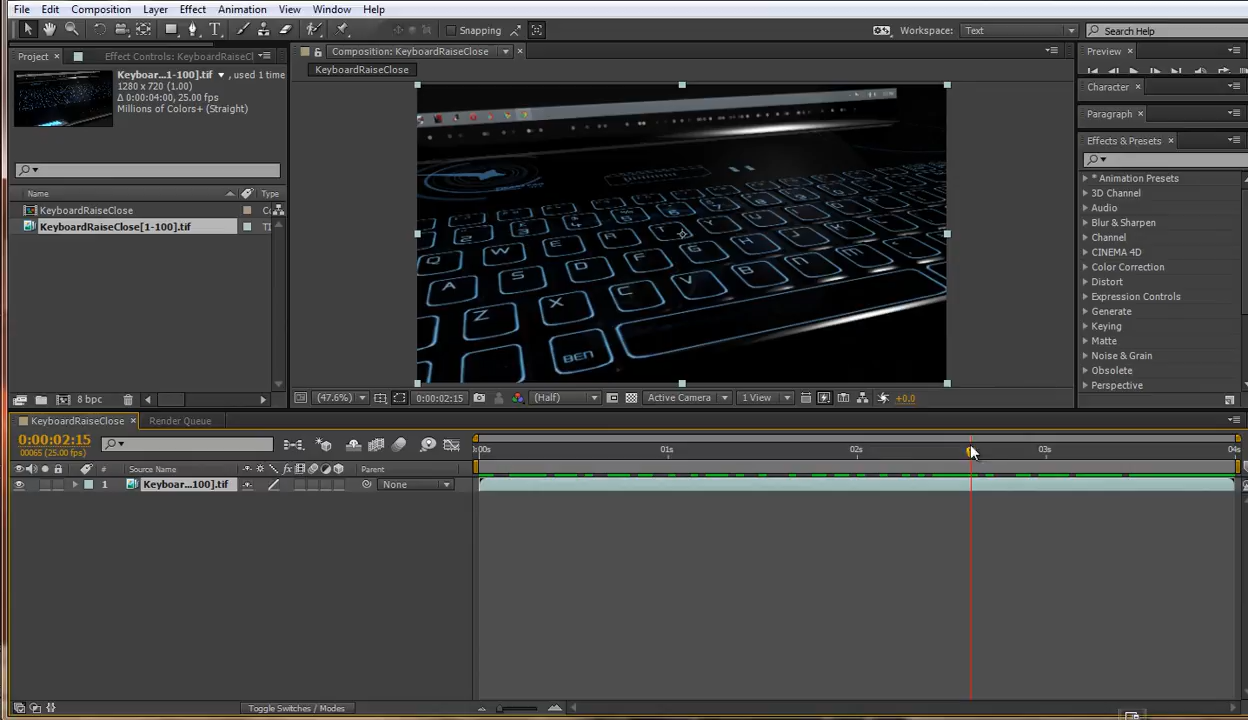 File Edit Composition Layer Effect Animation View Window Help
Snapping Workspace: Text Search Help
Project × Effect Controls: KeyboardRaiseCl Composition: KeyboardRaiseClose × Preview ×
KeyboardRaiseClose
Keyboar...1-100].tif , used 1 time
1280 x 720 (1.00)
Δ 0:00:04:00, 25.00 fps
Millions of Colors+ (Straight)
Character ×
Paragraph ×
Effects & Presets ×
Name Type
KeyboardRaiseClose
KeyboardRaiseClose[1-100].tif
* Animation Presets
3D Channel
Audio
Blur & Sharpen
Channel
CINEMA 4D
Color Correction
Distort
Expression Controls
Generate
Keying
Matte
Noise & Grain
Obsolete
Perspective
Q W E R T Y
A S D F G H J K
Z X C V B N M
BEN
8 bpc
(47.6%) 0:00:02:15 (Half) Active Camera 1 View +0.0
KeyboardRaiseClose × Render Queue
0:00:02:15
00065 (25.00 fps)
:00s 01s 02s 03s 04s
# Source Name Parent
1 Keyboar...100].tif None
Toggle Switches / Modes